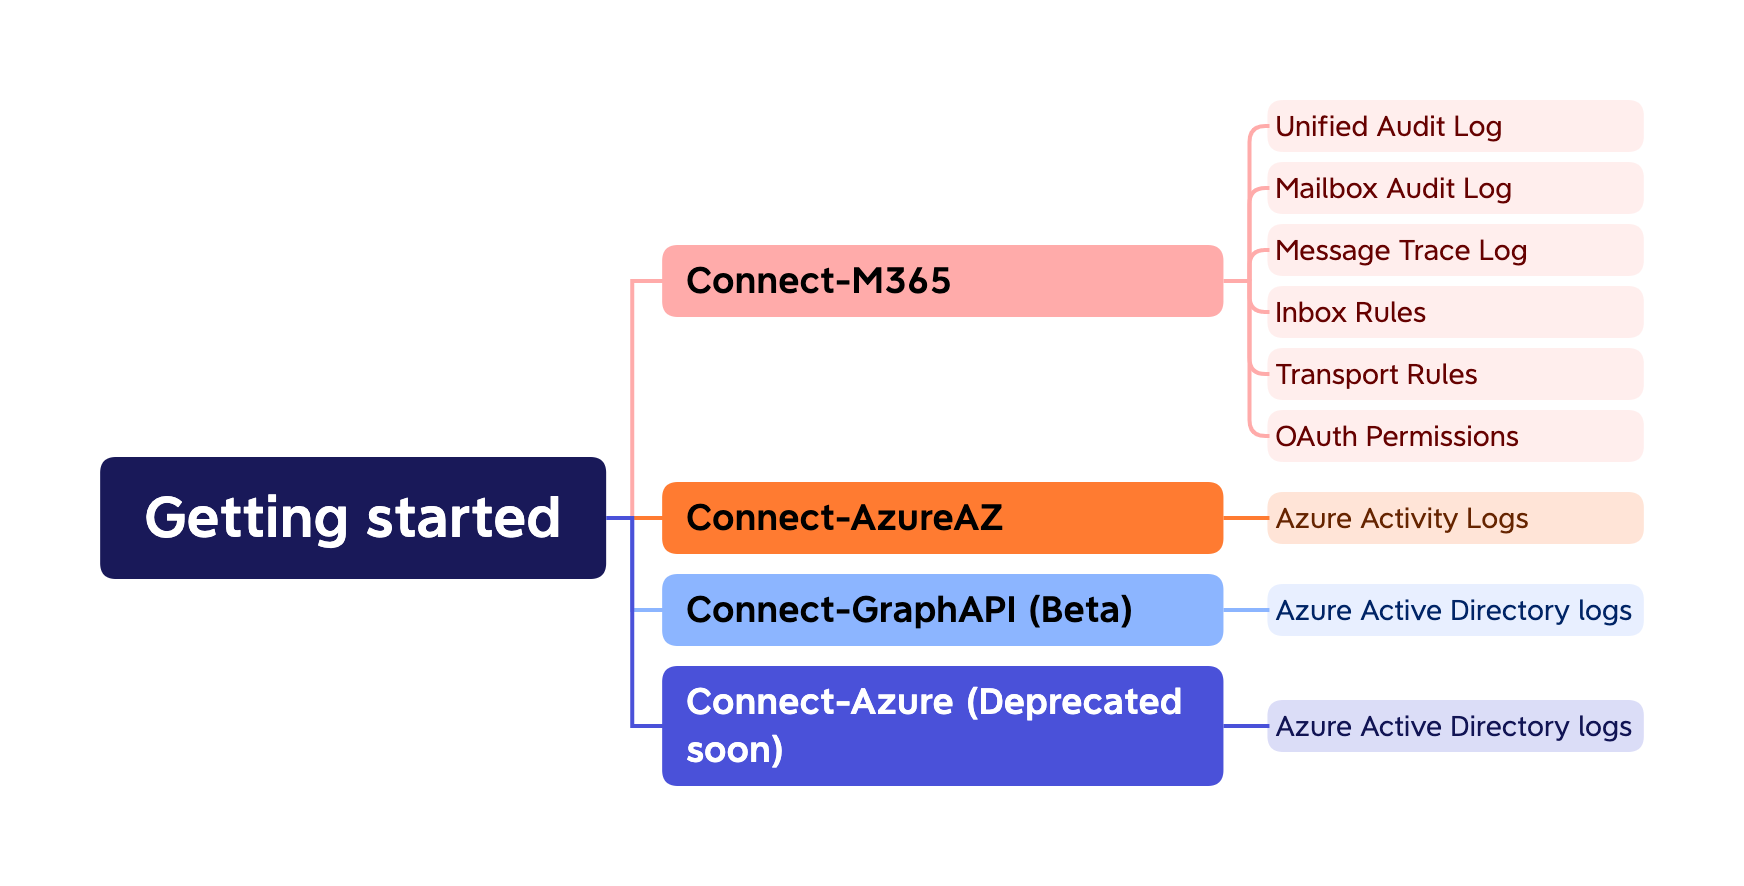 Getting started
Connect-M365
Unified Audit Log
Mailbox Audit Log
Message Trace Log
Inbox Rules
Transport Rules
OAuth Permissions
Connect-AzureAZ
Azure Activity Logs
Connect-GraphAPI (Beta)
Azure Active Directory logs
Connect-Azure (Deprecated
soon)
Azure Active Directory logs